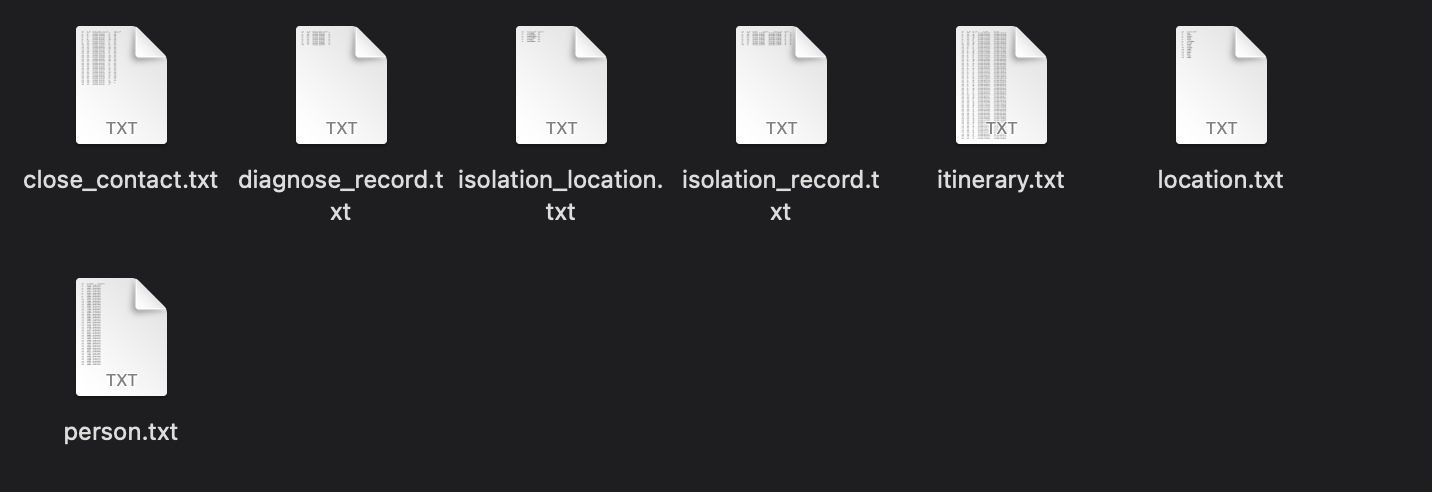 TXT TXT TXT TXT TXT TXT
close_contact.txt diagnose_record.t isolation_location. isolation_record.t itinerary.txt location.txt
xt txt xt
TXT
person.txt